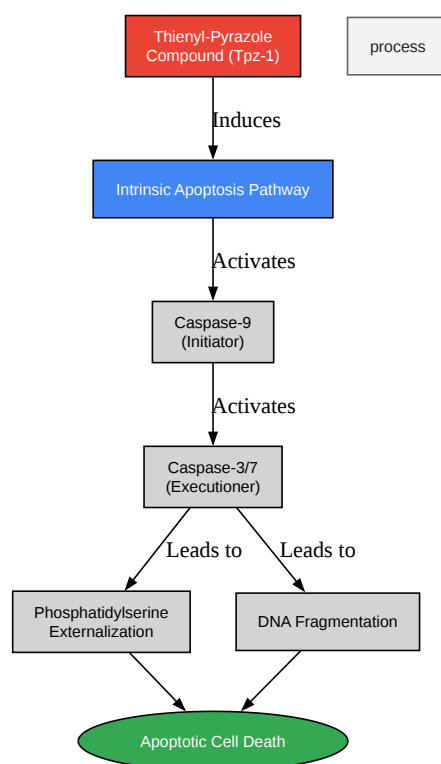 Thienyl-Pyrazole
Compound (Tpz-1)
process
Induces
Intrinsic Apoptosis Pathway
Activates
Caspase-9
(Initiator)
Activates
Caspase-3/7
(Executioner)
Leads to
Leads to
Phosphatidylserine
Externalization
DNA Fragmentation
Apoptotic Cell Death